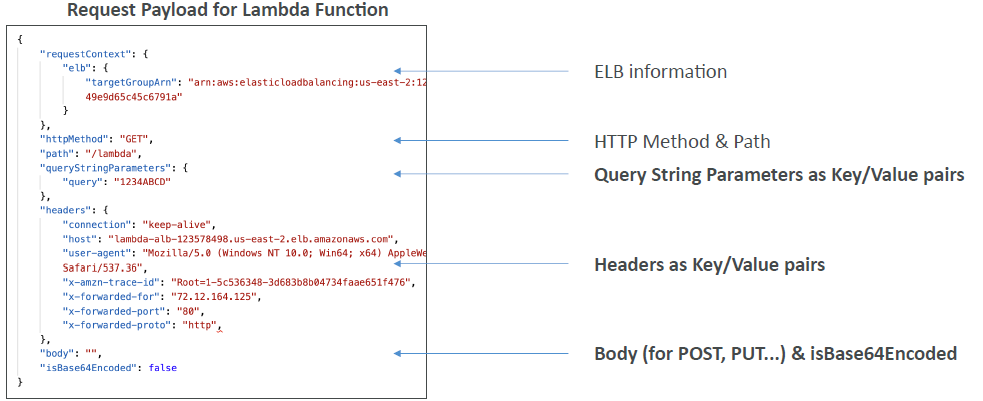 Request Payload for Lambda Function
{
"requestContext": {
"elb": {
"targetGroupArn": "arn:aws:elasticloadbalancing:us-east-2:12
49e9d65c45c6791a"
}
},
"httpMethod": "GET",
"path": "/lambda",
"queryStringParameters": {
"query": "1234ABCD"
},
"headers": {
"connection": "keep-alive",
"host": "lambda-alb-123578498.us-east-2.elb.amazonaws.com",
"user-agent": "Mozilla/5.0 (Windows NT 10.0; Win64; x64) AppleWe
Safari/537.36",
"x-amzn-trace-id": "Root=1-5c536348-3d683b8b04734faae651f476",
"x-forwarded-for": "72.12.164.125",
"x-forwarded-port": "80",
"x-forwarded-proto": "http",
},
"body": "",
"isBase64Encoded": false
}
ELB information
HTTP Method & Path
Query String Parameters as Key/Value pairs
Headers as Key/Value pairs
Body (for POST, PUT...) & isBase64Encoded